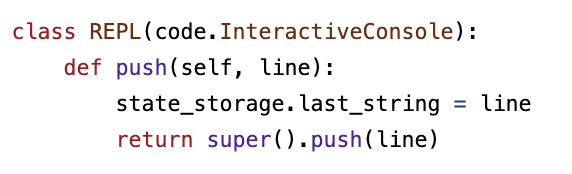 class REPL(code.InteractiveConsole):
    def push(self, line):
        state_storage.last_string = line
        return super().push(line)